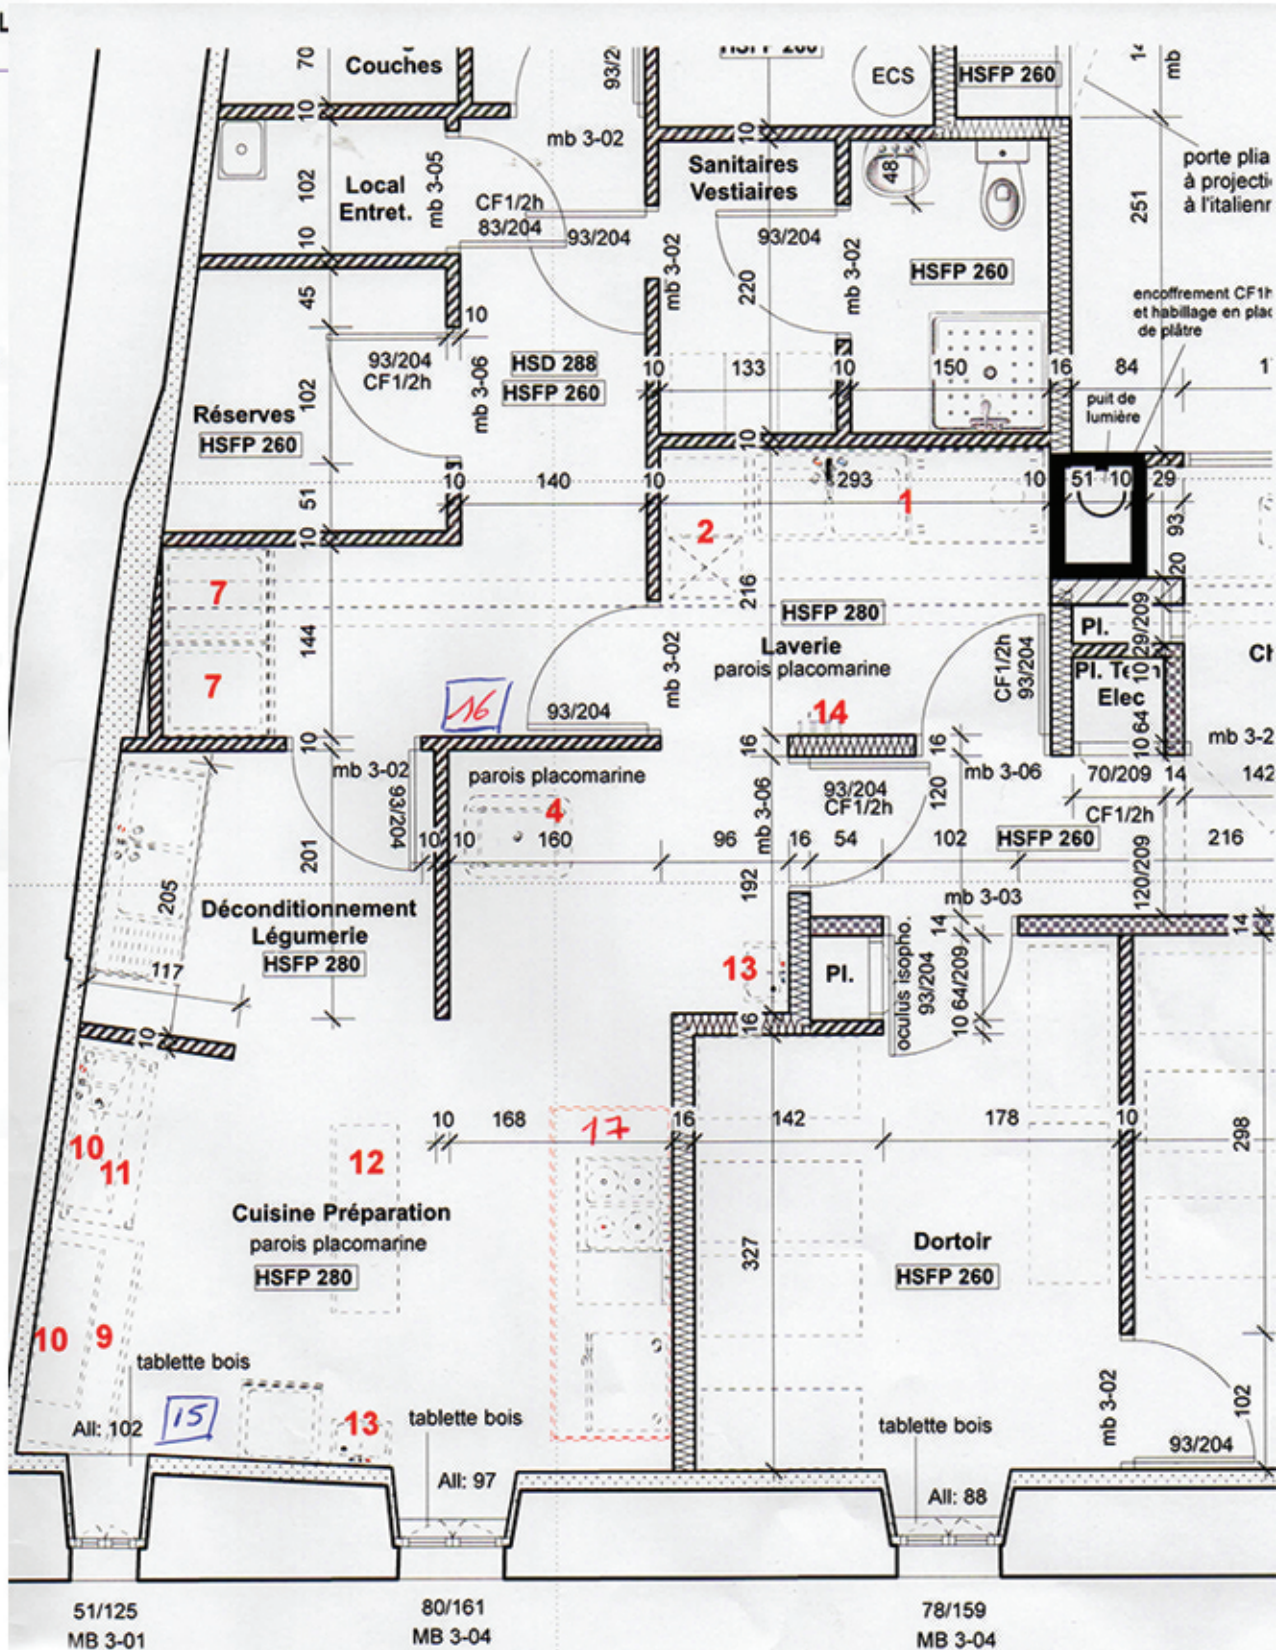 L
70
Couches
93/2
ECS
HSFP 260
mb
10
mb 3-02
10
Sanitaires
Vestiaires
48
porte plia
à projecti
à l'italienr
102
Local
Entret.
mb 3-05
CF1/2h
83/204
93/204
93/204
251
10
mb 3-02
220
mb 3-02
HSFP 260
45
10
encoffrement CF1h
et habillage en plac
de plâtre
93/204
CF1/2h
mb 3-06
HSD 288
HSFP 260
10
133
10
150
16
84
102
Réserves
HSFP 260
puit de
lumière
10
51
10
140
10
293
10
51
10
29
1
2
93
10
20
7
144
216
HSFP 280
29/209
Pl.
Laverie
parois placomarine
mb 3-02
CF1/2h
93/204
10
7
16
93/204
14
Elec
64
10
10
mb 3-02
93/204
parois placomarine
16
16
mb 3-06
mb 3-2
4
mb 3-06
93/204
CF1/2h
120
70/209
14
142
CF1/2h
201
10
10
160
96
16
54
102
HSFP 260
216
120/209
205
192
mb 3-03
Déconditionnement
Légumerie
HSFP 280
14
14
117
13
Pl.
oculus isopho.
93/204
10 64/209
10
16
10
168
17
16
142
178
10
298
10
11
12
Cuisine Préparation
parois placomarine
HSFP 280
327
Dortoir
HSFP 260
10
9
tablette bois
mb 3-02
102
All: 102
15
13
tablette bois
tablette bois
93/204
All: 97
All: 88
51/125
MB 3-01
80/161
MB 3-04
78/159
MB 3-04